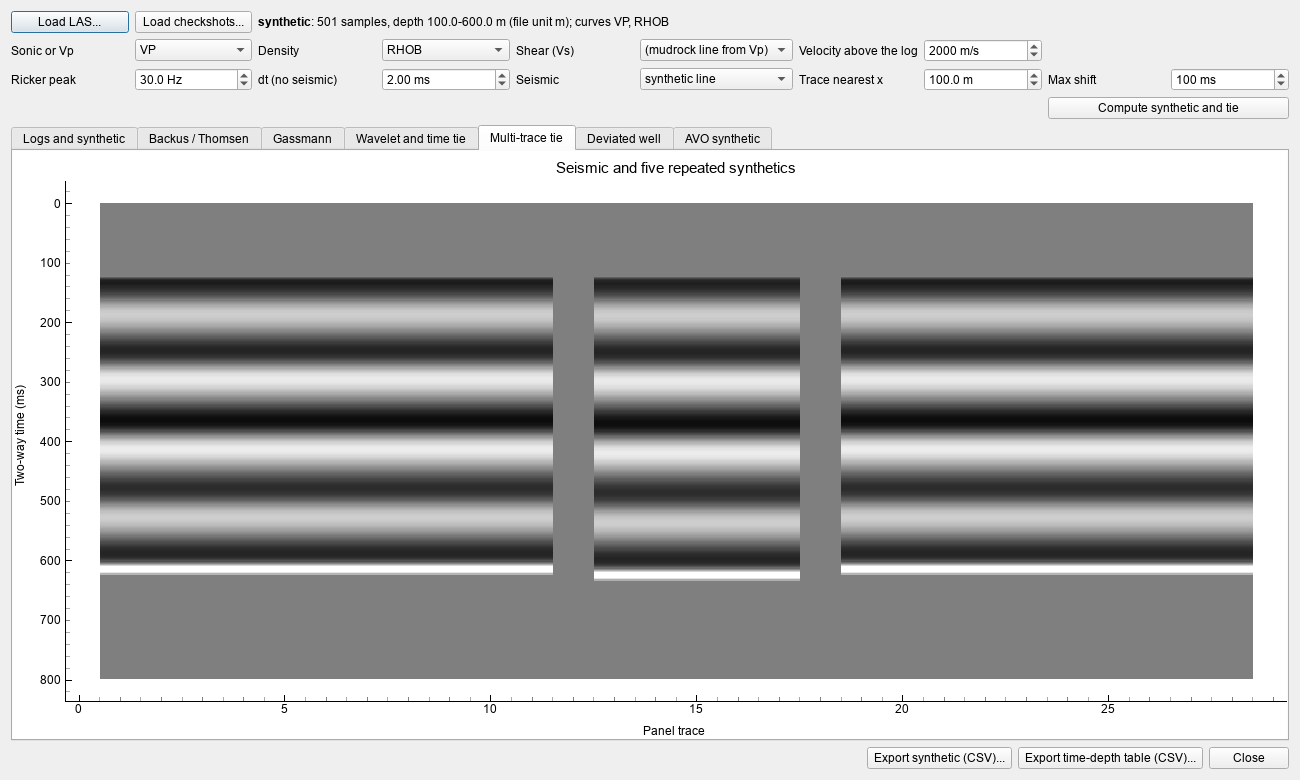 Load LAS... Load checkshots... synthetic: 501 samples, depth 100.0-600.0 m (file unit m); curves VP, RHOB
Sonic or Vp VP Density RHOB Shear (Vs) (mudrock line from Vp) Velocity above the log 2000 m/s
Ricker peak 30.0 Hz dt (no seismic) 2.00 ms Seismic synthetic line Trace nearest x 100.0 m Max shift 100 ms
Compute synthetic and tie
Logs and synthetic Backus / Thomsen Gassmann Wavelet and time tie Multi-trace tie Deviated well AVO synthetic
Seismic and five repeated synthetics
Two-way time (ms)
0
100
200
300
400
500
600
700
800
0 5 10 15 20 25
Panel trace
Export synthetic (CSV)... Export time-depth table (CSV)... Close